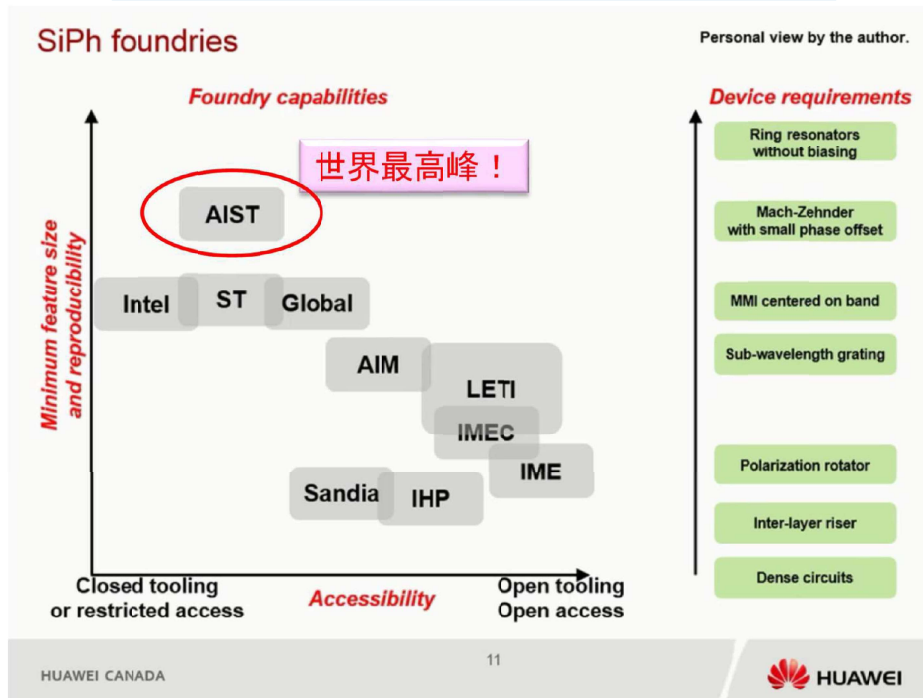 SiPh foundries
Personal view by the author.
Foundry capabilities
Device requirements
世界最高峰！
Minimum feature size
and reproducibility
AIST
Intel
ST
Global
AIM
LETI
IMEC
IME
Sandia
IHP
Closed tooling
or restricted access
Accessibility
Open tooling
Open access
Ring resonators
without biasing
Mach-Zehnder
with small phase offset
MMI centered on band
Sub-wavelength grating
Polarization rotator
Inter-layer riser
Dense circuits
HUAWEI CANADA
11
HUAWEI